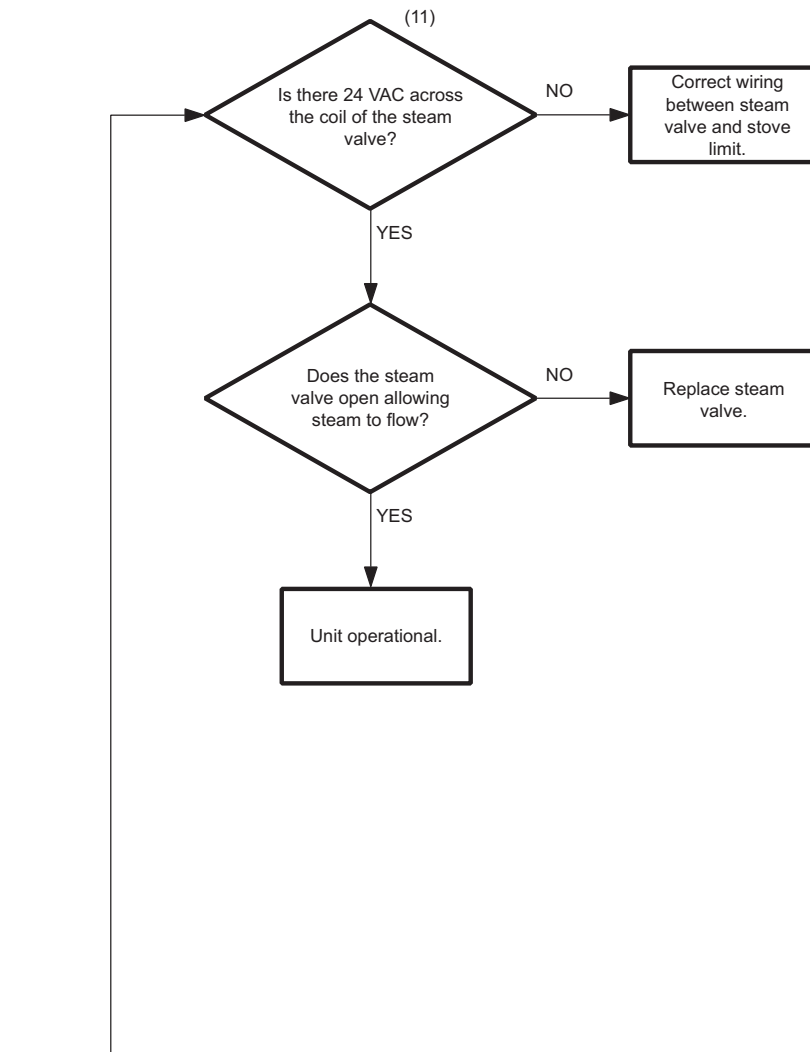 (11)
Is there 24 VAC across
the coil of the steam
valve?
NO
Correct wiring
between steam
valve and stove
limit.
YES
Does the steam
valve open allowing
steam to flow?
NO
Replace steam
valve.
YES
Unit operational.